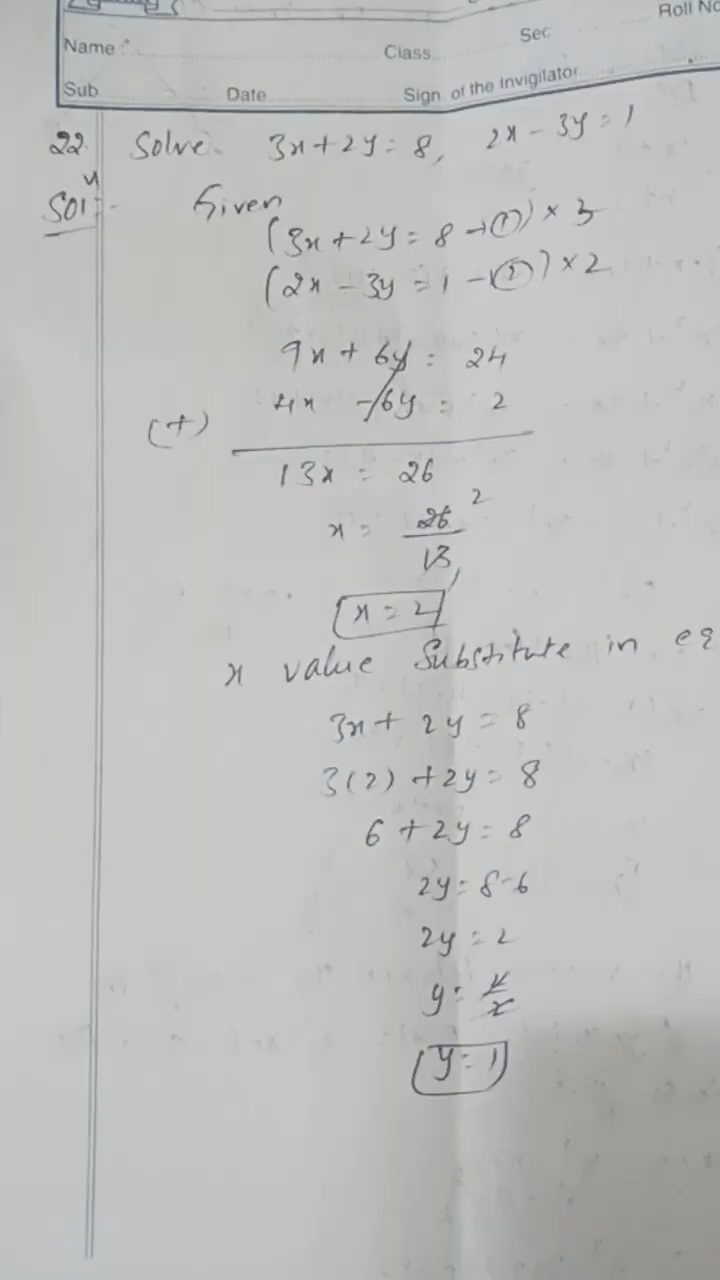 Roll No
Name Class Sec
Sub Date Sign of the Invigilator
22. Solve 3x + 2y = 8, 2x - 3y = 1
Soln:- Given
(3x + 2y = 8 → ①) × 3
(2x - 3y = 1 - ②) × 2
9x + 6y = 24
(+) 4x - 6y = 2
13x = 26
x = 26/13 2 1
x = 2
x value Substitute in eq
3x + 2y = 8
3(2) + 2y = 8
6 + 2y = 8
2y = 8-6
2y = 2
y = 2/2
y = 1